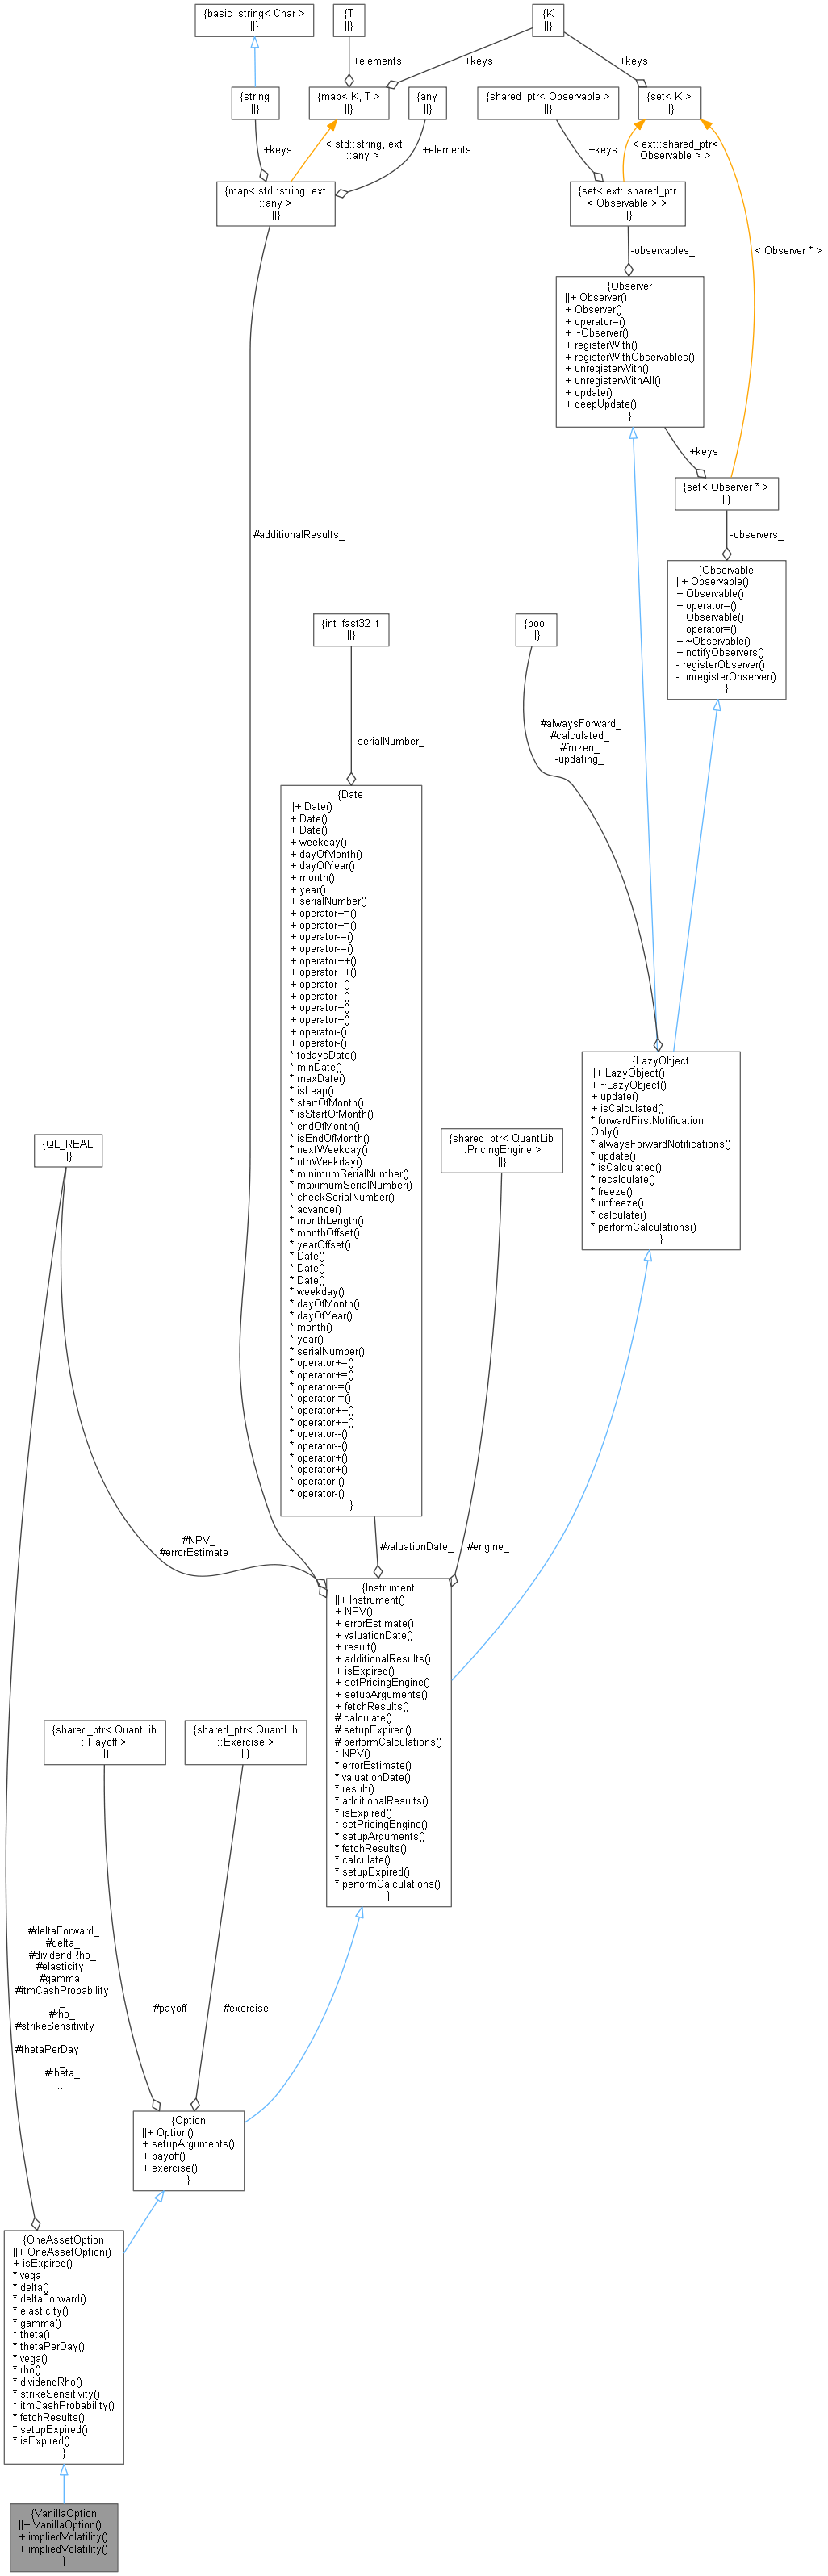 {basic_string< Char >
||}
{T
||}
{K
||}
+elements
+keys
+keys
{string
||}
{map< K, T >
||}
{any
||}
{shared_ptr< Observable >
||}
{set< K >
||}
+keys
< std::string, ext
::any >
+elements
+keys
< ext::shared_ptr<
Observable > >
{map< std::string, ext
::any >
||}
{set< ext::shared_ptr
< Observable > >
||}
-observables_
< Observer * >
{Observer
||+ Observer()
+ Observer()
+ operator=()
+ ~Observer()
+ registerWith()
+ registerWithObservables()
+ unregisterWith()
+ unregisterWithAll()
+ update()
+ deepUpdate()
}
+keys
{set< Observer * >
||}
#additionalResults_
-observers_
{Observable
||+ Observable()
+ Observable()
+ operator=()
+ Observable()
+ operator=()
+ ~Observable()
+ notifyObservers()
- registerObserver()
- unregisterObserver()
}
{int_fast32_t
||}
{bool
||}
-serialNumber_
#alwaysForward_
#calculated_
#frozen_
-updating_
{Date
||+ Date()
+ Date()
+ Date()
+ weekday()
+ dayOfMonth()
+ dayOfYear()
+ month()
+ year()
+ serialNumber()
+ operator+=()
+ operator+=()
+ operator-=()
+ operator-=()
+ operator++()
+ operator++()
+ operator--()
+ operator--()
+ operator+()
+ operator+()
+ operator-()
+ operator-()
* todaysDate()
* minDate()
* maxDate()
* isLeap()
* startOfMonth()
* isStartOfMonth()
* endOfMonth()
* isEndOfMonth()
* nextWeekday()
* nthWeekday()
* minimumSerialNumber()
* maximumSerialNumber()
* checkSerialNumber()
* advance()
* monthLength()
* monthOffset()
* yearOffset()
* Date()
* Date()
* Date()
* weekday()
* dayOfMonth()
* dayOfYear()
* month()
* year()
* serialNumber()
* operator+=()
* operator+=()
* operator-=()
* operator-=()
* operator++()
* operator++()
* operator--()
* operator--()
* operator+()
* operator+()
* operator-()
* operator-()
}
{LazyObject
||+ LazyObject()
+ ~LazyObject()
+ update()
+ isCalculated()
* forwardFirstNotification
Only()
* alwaysForwardNotifications()
* update()
* isCalculated()
* recalculate()
* freeze()
* unfreeze()
* calculate()
* performCalculations()
}
{QL_REAL
||}
{shared_ptr< QuantLib
::PricingEngine >
||}
#NPV_
#errorEstimate_
#valuationDate_
#engine_
{Instrument
||+ Instrument()
+ NPV()
+ errorEstimate()
+ valuationDate()
+ result()
+ additionalResults()
+ isExpired()
+ setPricingEngine()
+ setupArguments()
+ fetchResults()
# calculate()
# setupExpired()
# performCalculations()
* NPV()
* errorEstimate()
* valuationDate()
* result()
* additionalResults()
* isExpired()
* setPricingEngine()
* setupArguments()
* fetchResults()
* calculate()
* setupExpired()
* performCalculations()
}
{shared_ptr< QuantLib
::Payoff >
||}
{shared_ptr< QuantLib
::Exercise >
||}
#deltaForward_
#delta_
#dividendRho_
#elasticity_
#gamma_
#itmCashProbability
_
#rho_
#strikeSensitivity
_
#thetaPerDay
_
#theta_
...
#payoff_
#exercise_
{Option
||+ Option()
+ setupArguments()
+ payoff()
+ exercise()
}
{OneAssetOption
||+ OneAssetOption()
+ isExpired()
* vega_
* delta()
* deltaForward()
* elasticity()
* gamma()
* theta()
* thetaPerDay()
* vega()
* rho()
* dividendRho()
* strikeSensitivity()
* itmCashProbability()
* fetchResults()
* setupExpired()
* isExpired()
}
{VanillaOption
||+ VanillaOption()
+ impliedVolatility()
+ impliedVolatility()
}